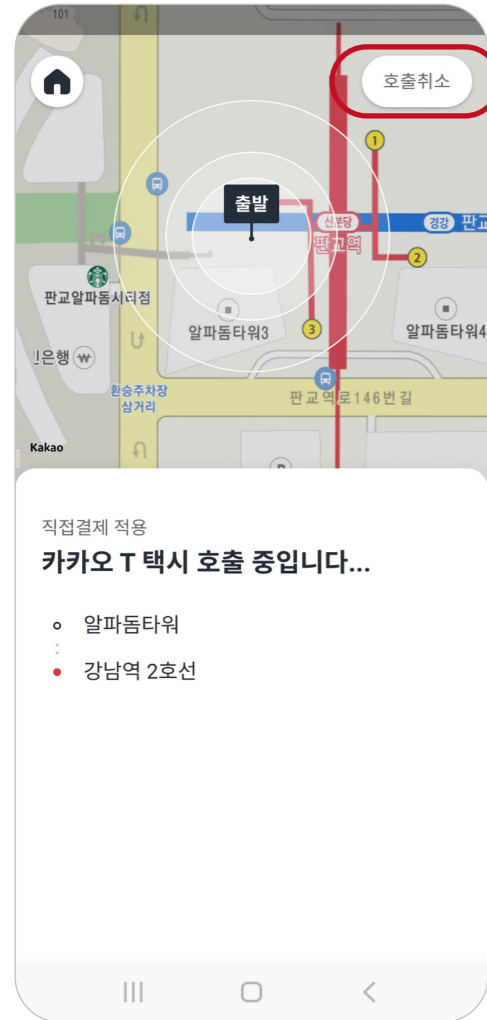 101
호출취소
1
출발
신분당
경강 판교
판교역
2
판교알파돔시티점
알파돔타워3
3
알파돔타워4
은행
환승주차장
삼거리
판교역로146번길
Kakao
직접결제 적용
카카오 T 택시 호출 중입니다...
알파돔타워
강남역 2호선